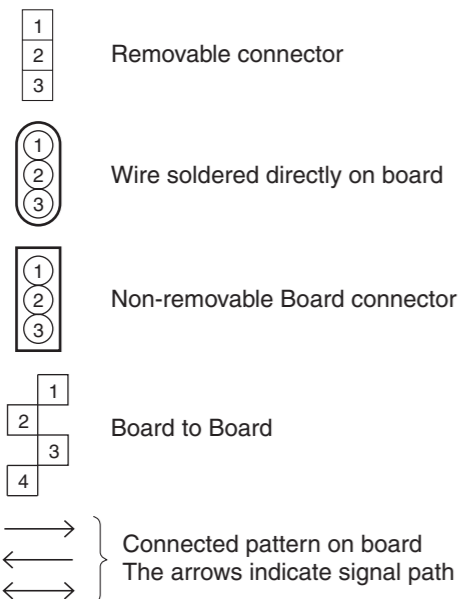 1
2
3
Removable connector
1
2
3
Wire soldered directly on board
1
2
3
Non-removable Board connector
1
2
3
4
Board to Board
Connected pattern on board
The arrows indicate signal path